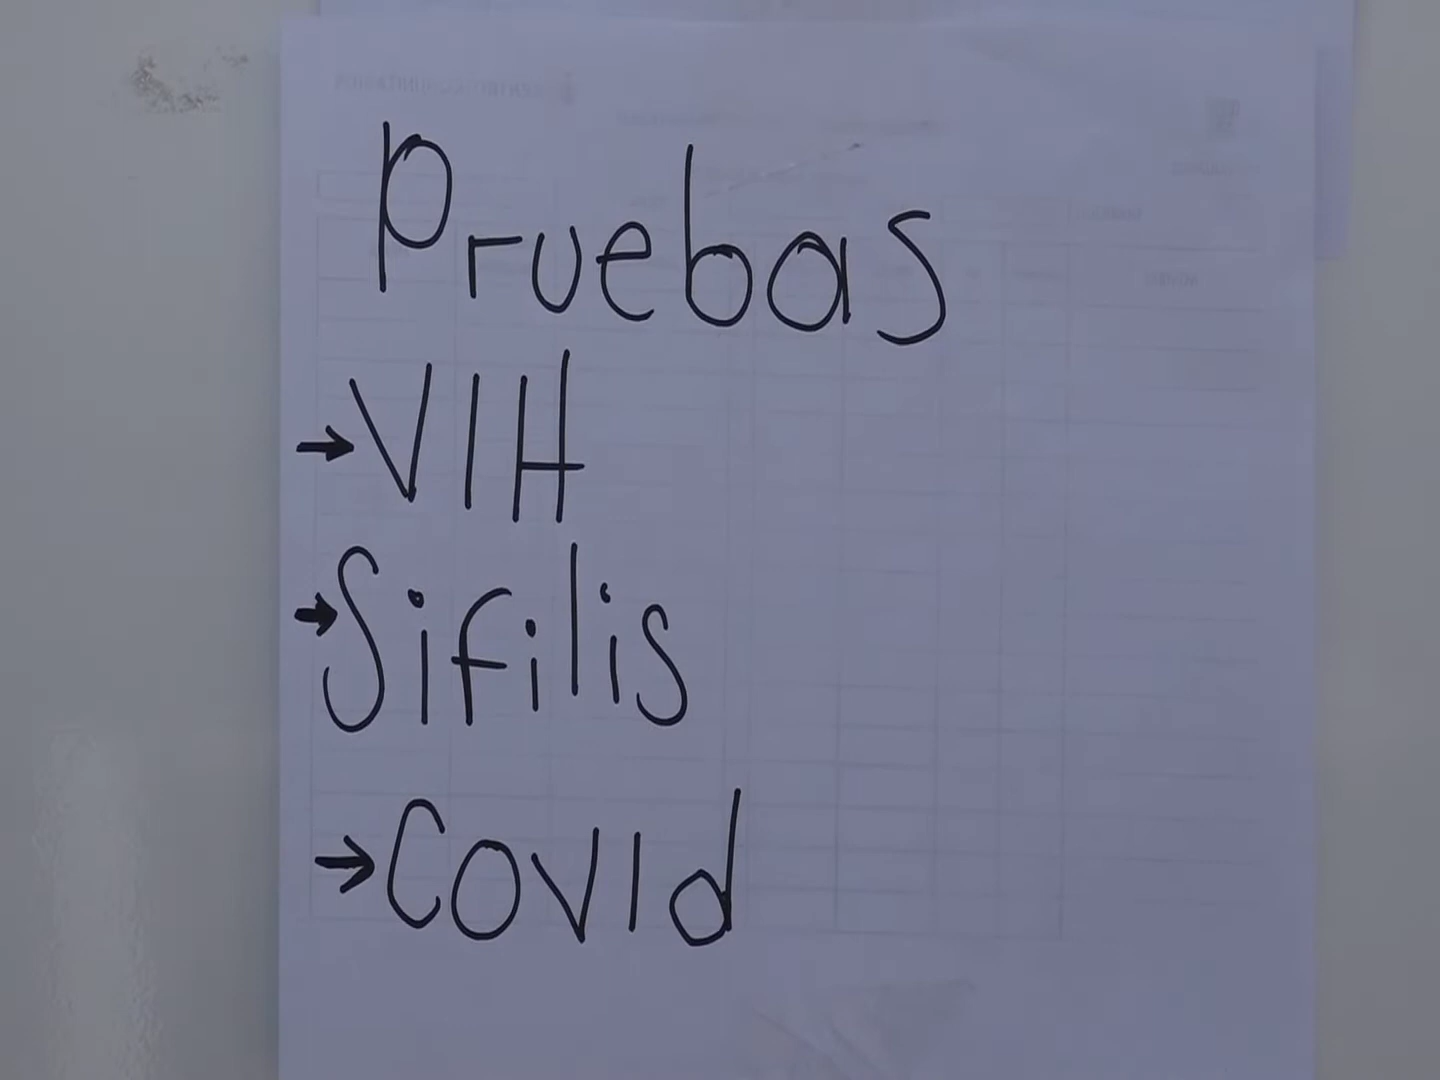 Pruebas
→ VIH
→ Sifilis
→ Covid